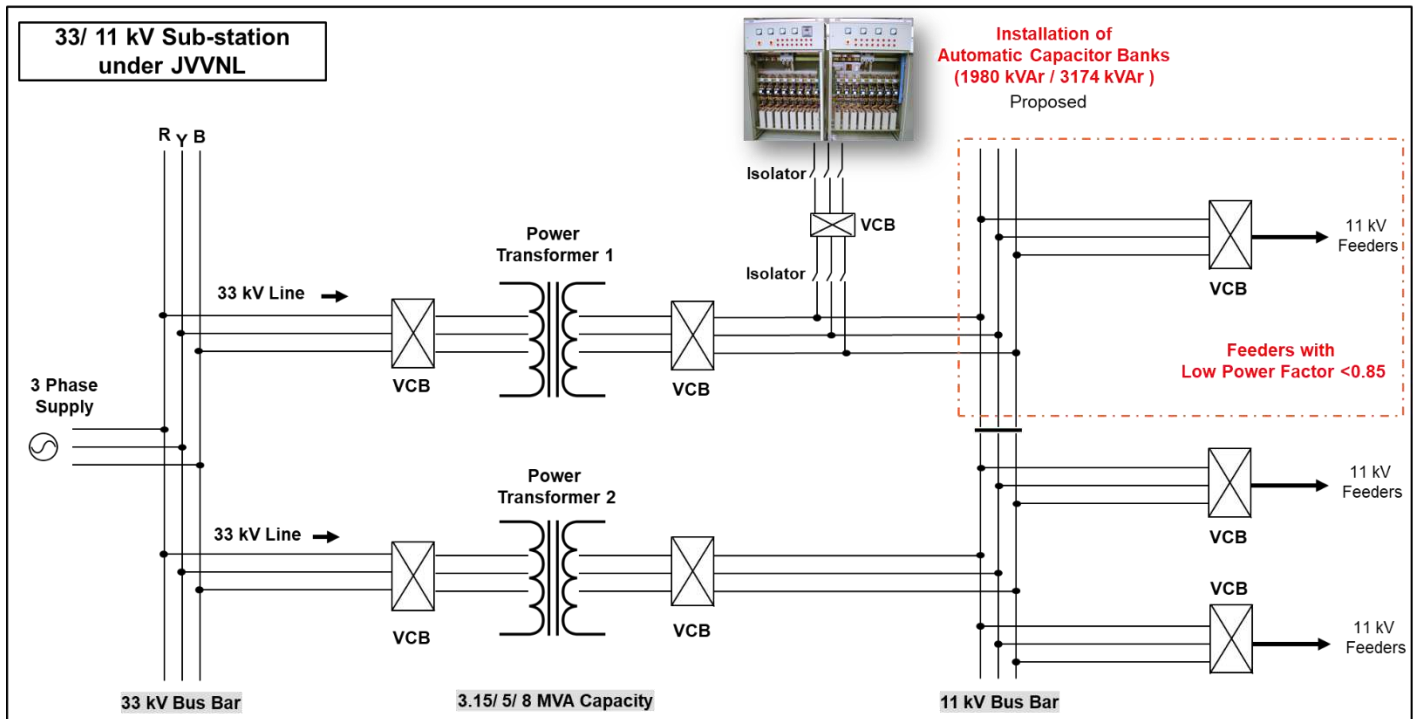 33/ 11 kV Sub-station
under JVVNL
Installation of
Automatic Capacitor Banks
(1980 kVAr / 3174 kVAr )
Proposed
R Y B
Isolator
VCB
Isolator
Power
Transformer 1
33 kV Line
VCB
VCB
11 kV
Feeders
VCB
Feeders with
Low Power Factor <0.85
3 Phase
Supply
Power
Transformer 2
33 kV Line
VCB
VCB
11 kV
Feeders
VCB
VCB
11 kV
Feeders
33 kV Bus Bar
3.15/ 5/ 8 MVA Capacity
11 kV Bus Bar